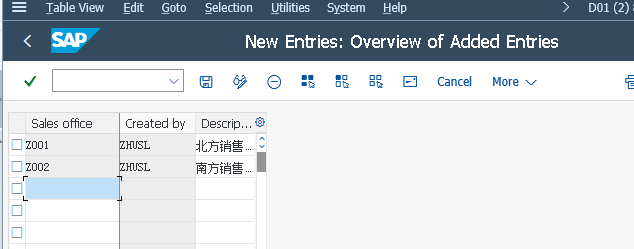 Table View Edit Goto Selection Utilities System Help D01 (2)
SAP New Entries: Overview of Added Entries
Cancel More
Sales office Created by Descrip...
Z001 ZHUSL 北方销售...
Z002 ZHUSL 南方销售...